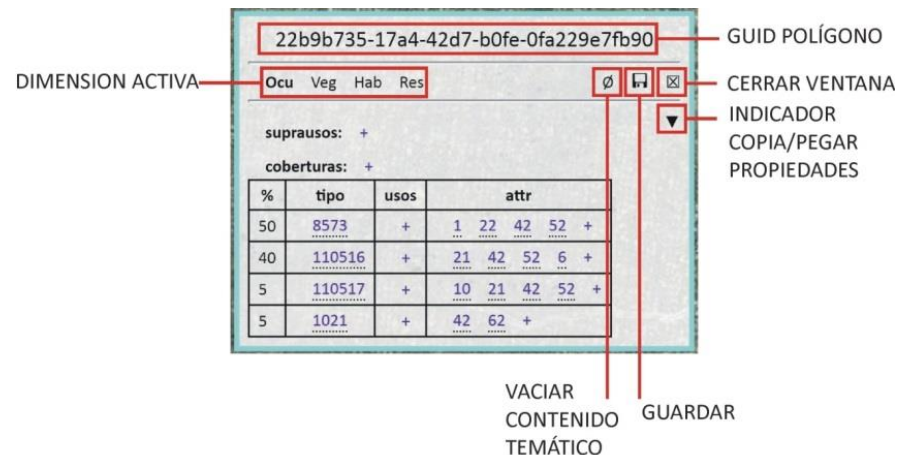 22b9b735-17a4-42d7-b0fe-0fa229e7fb90
GUID POLÍGONO
DIMENSION ACTIVA
Ocu Veg Hab Res
Ø
CERRAR VENTANA
▼
INDICADOR
COPIA/PEGAR
PROPIEDADES
suprausos: +
coberturas: +
% tipo usos attr
50 8573 + 1 22 42 52 +
40 110516 + 21 42 52 6 +
5 110517 + 10 21 42 52 +
5 1021 + 42 62 +
VACIAR
CONTENIDO
TEMÁTICO
GUARDAR